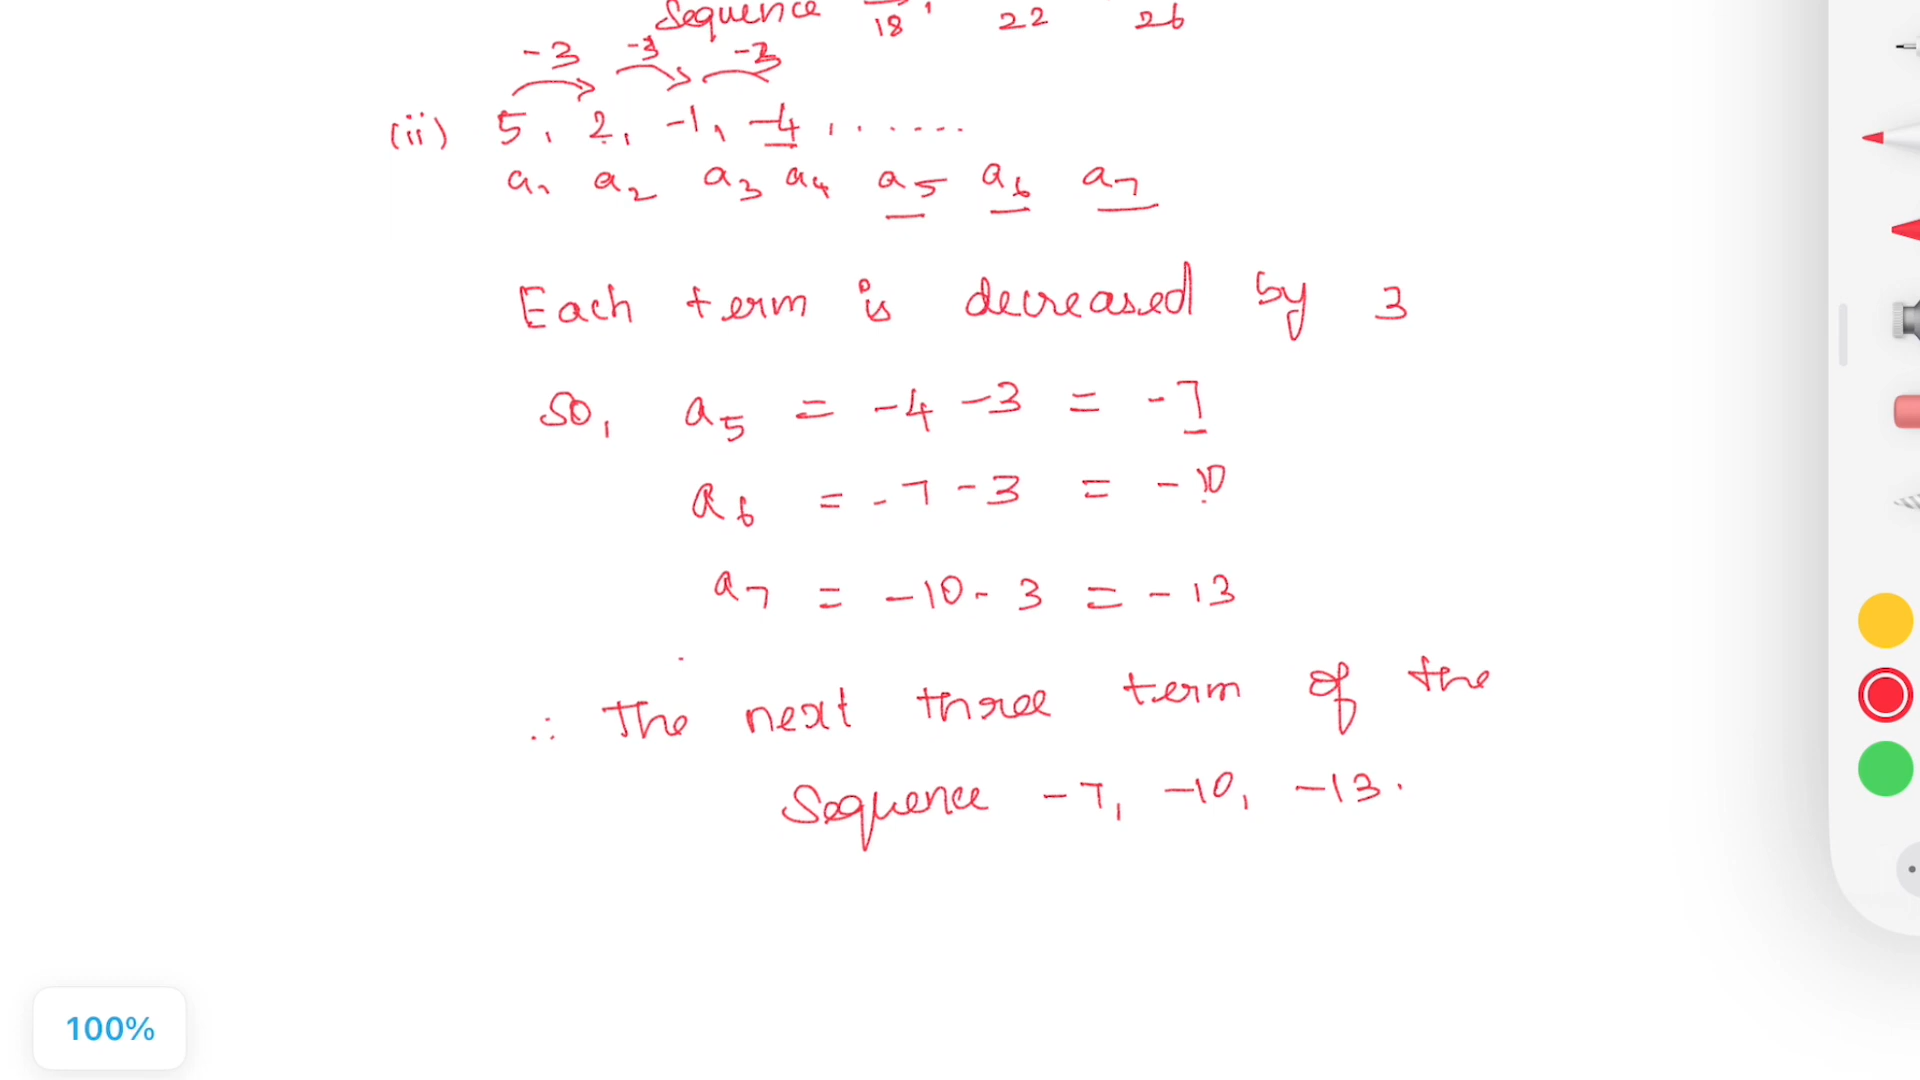 Sequence 18, 22 26
-3 -3 -3
(ii) 5, 2, -1, -4, ......
a1 a2 a3 a4 a5 a6 a7
Each term is decreased by 3
So, a5 = -4 -3 = -7
a6 = -7 -3 = -10
a7 = -10 - 3 = -13
∴ The next three term of the
Sequence -7, -10, -13.
100%